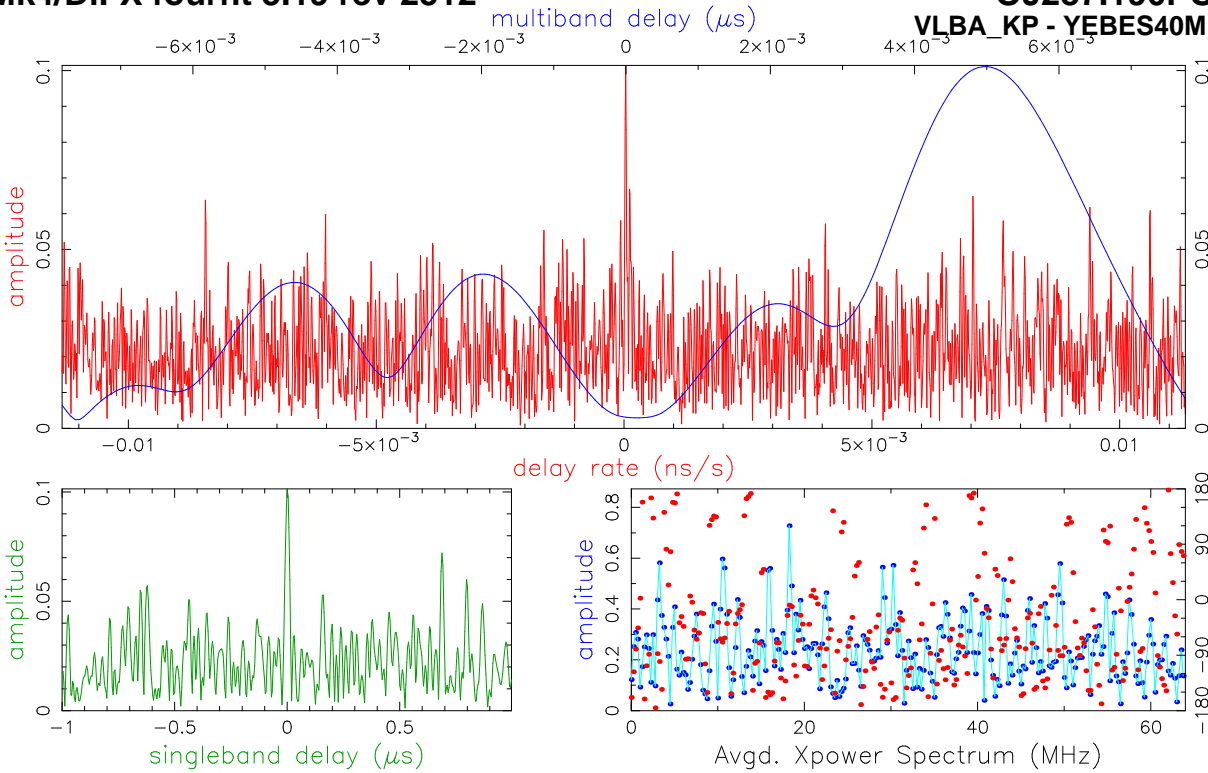 multiband delay (μs)
VLBA_KP - YEBES40M
−6×10⁻³ −4×10⁻³ −2×10⁻³ 0 2×10⁻³ 4×10⁻³ 6×10⁻³
0.1 0.1
amplitude
0.05 0.05
0 0
−0.01 −5×10⁻³ 0 5×10⁻³ 0.01
delay rate (ns/s)
0.1 0.8 180
amplitude 0.05 amplitude 0.6 90
0.4 0
0.2 −90
0 0 −180
−1 −0.5 0 0.5 0 20 40 60
singleband delay (μs) Avgd. Xpower Spectrum (MHz)